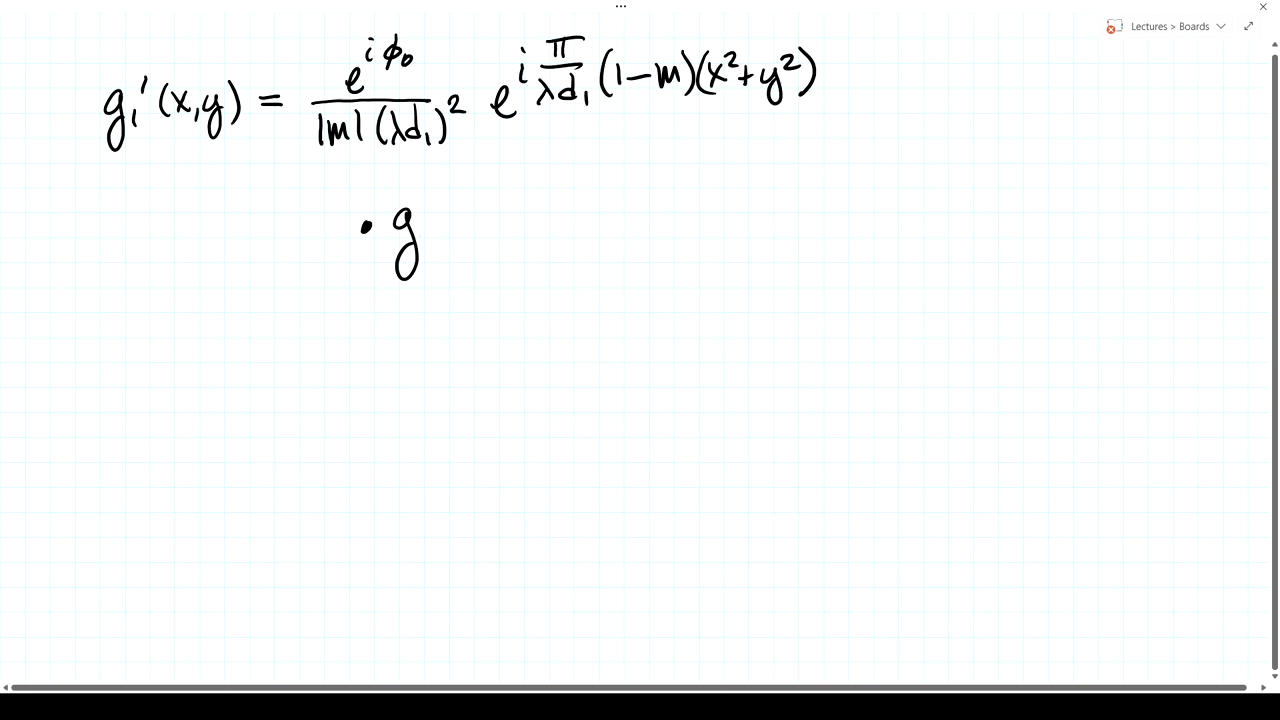 Lectures > Boards
g₁'(x,y) = e^{iϕ₀} / |m| (λd₁)² e^{i π/λd₁ (1-m)(x²+y²)}
· g